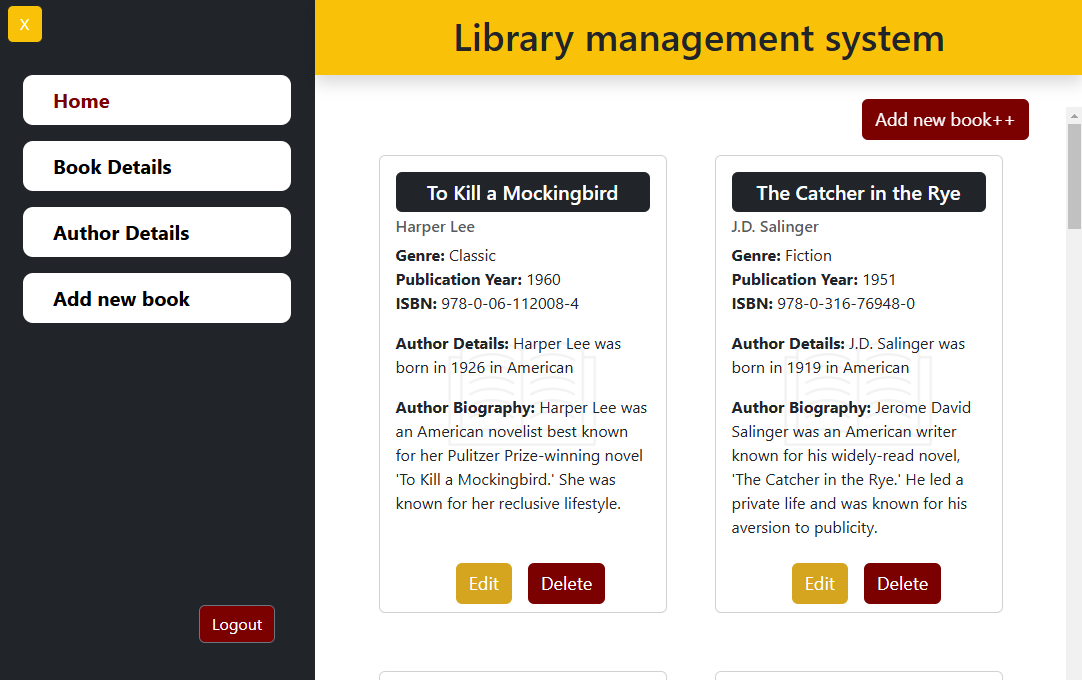 X
Home
Book Details
Author Details
Add new book
Logout
Library management system
Add new book++
To Kill a Mockingbird
Harper Lee
Genre: Classic
Publication Year: 1960
ISBN: 978-0-06-112008-4
Author Details: Harper Lee was
born in 1926 in American
Author Biography: Harper Lee was
an American novelist best known
for her Pulitzer Prize-winning novel
'To Kill a Mockingbird.' She was
known for her reclusive lifestyle.
Edit
Delete
The Catcher in the Rye
J.D. Salinger
Genre: Fiction
Publication Year: 1951
ISBN: 978-0-316-76948-0
Author Details: J.D. Salinger was
born in 1919 in American
Author Biography: Jerome David
Salinger was an American writer
known for his widely-read novel,
'The Catcher in the Rye.' He led a
private life and was known for his
aversion to publicity.
Edit
Delete